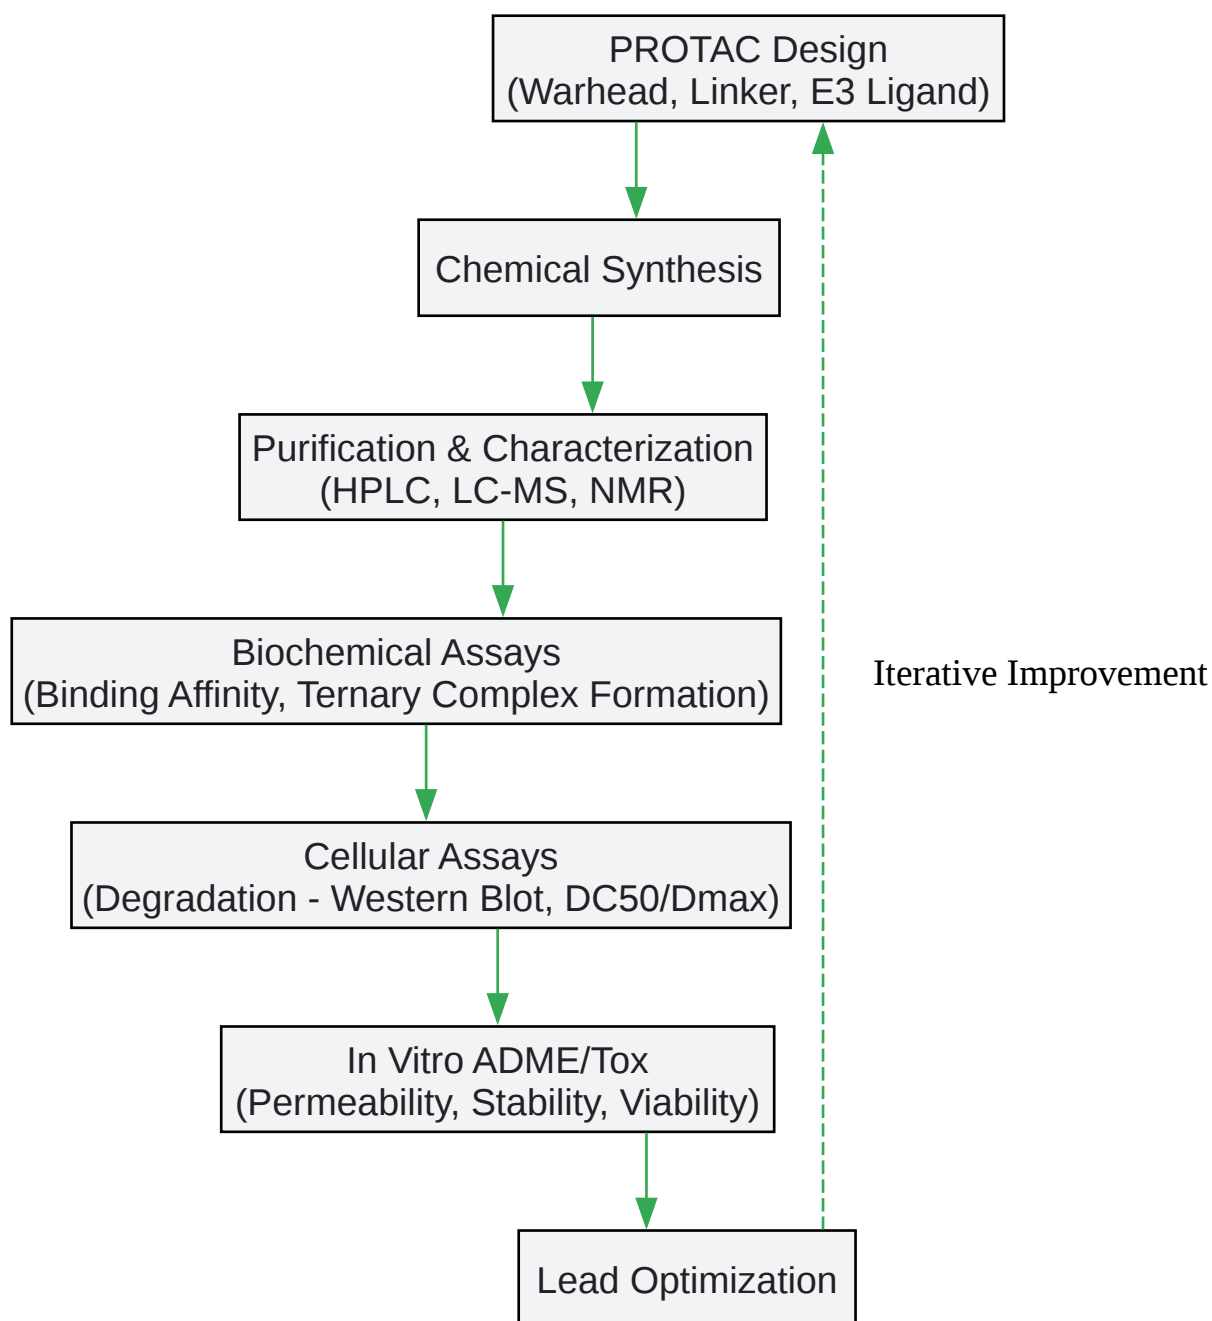 PROTAC Design
(Warhead, Linker, E3 Ligand)
Chemical Synthesis
Purification & Characterization
(HPLC, LC-MS, NMR)
Biochemical Assays
(Binding Affinity, Ternary Complex Formation)
Iterative Improvement
Cellular Assays
(Degradation - Western Blot, DC50/Dmax)
In Vitro ADME/Tox
(Permeability, Stability, Viability)
Lead Optimization